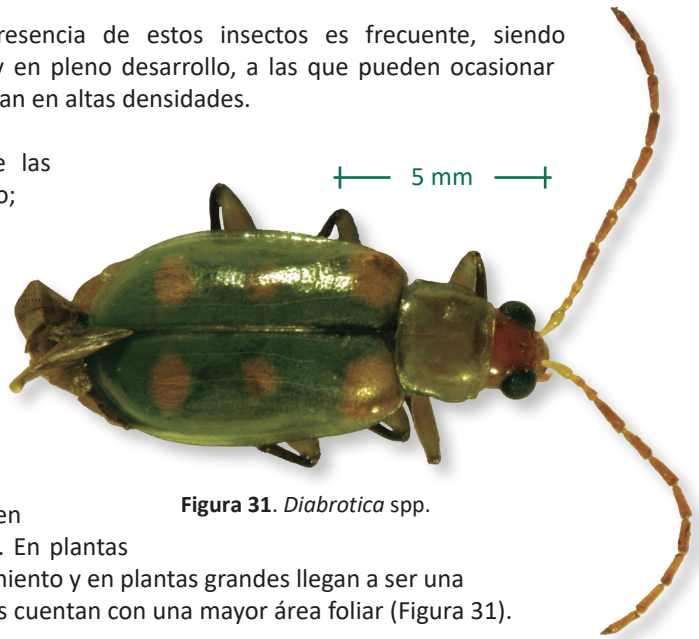 resencia de estos insectos es frecuente, siendo
y en pleno desarrollo, a las que pueden ocasionar
an en altas densidades.
e las
o;
5 mm
en
Figura 31. Diabrotica spp.
. En plantas
miento y en plantas grandes llegan a ser una
s cuentan con una mayor área foliar (Figura 31).